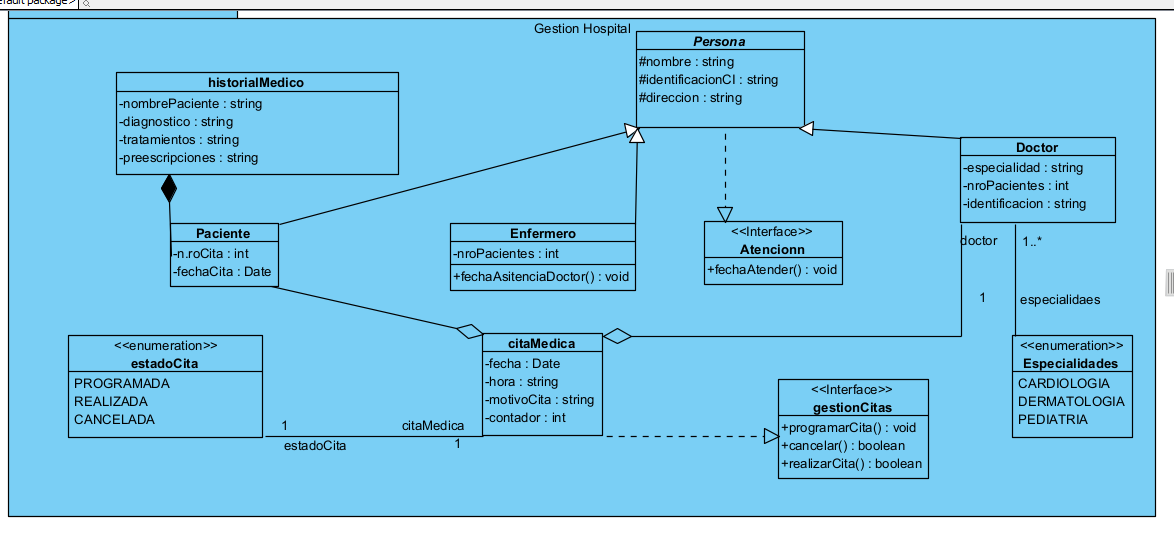 Gestion Hospital
Persona
#nombre : string
#identificacionCI : string
#direccion : string
historialMedico
-nombrePaciente : string
-diagnostico : string
-tratamientos : string
-preescripciones : string
Doctor
-especialidad : string
-nroPacientes : int
-identificacion : string
Paciente
-n.roCita : int
-fechaCita : Date
Enfermero
-nroPacientes : int
+fechaAsitenciaDoctor() : void
<<Interface>>
Atencionn
+fechaAtender() : void
doctor
1..*
1
especialidaes
<<enumeration>>
estadoCita
PROGRAMADA
REALIZADA
CANCELADA
citaMedica
-fecha : Date
-hora : string
-motivoCita : string
-contador : int
<<enumeration>>
Especialidades
CARDIOLOGIA
DERMATOLOGIA
PEDIATRIA
<<Interface>>
gestionCitas
+programarCita() : void
+cancelar() : boolean
+realizarCita() : boolean
1
citaMedica
estadoCita
1